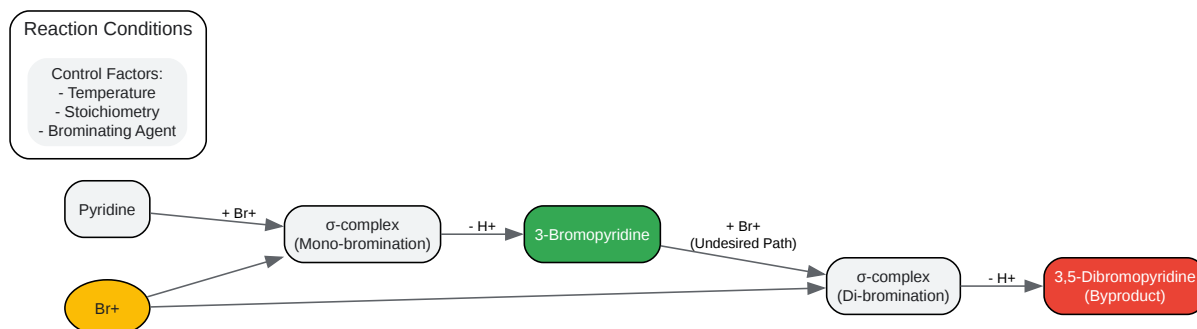 Reaction Conditions
Control Factors:
- Temperature
- Stoichiometry
- Brominating Agent
Pyridine
+ Br+
σ-complex
(Mono-bromination)
- H+
3-Bromopyridine
+ Br+
(Undesired Path)
Br+
σ-complex
(Di-bromination)
- H+
3,5-Dibromopyridine
(Byproduct)